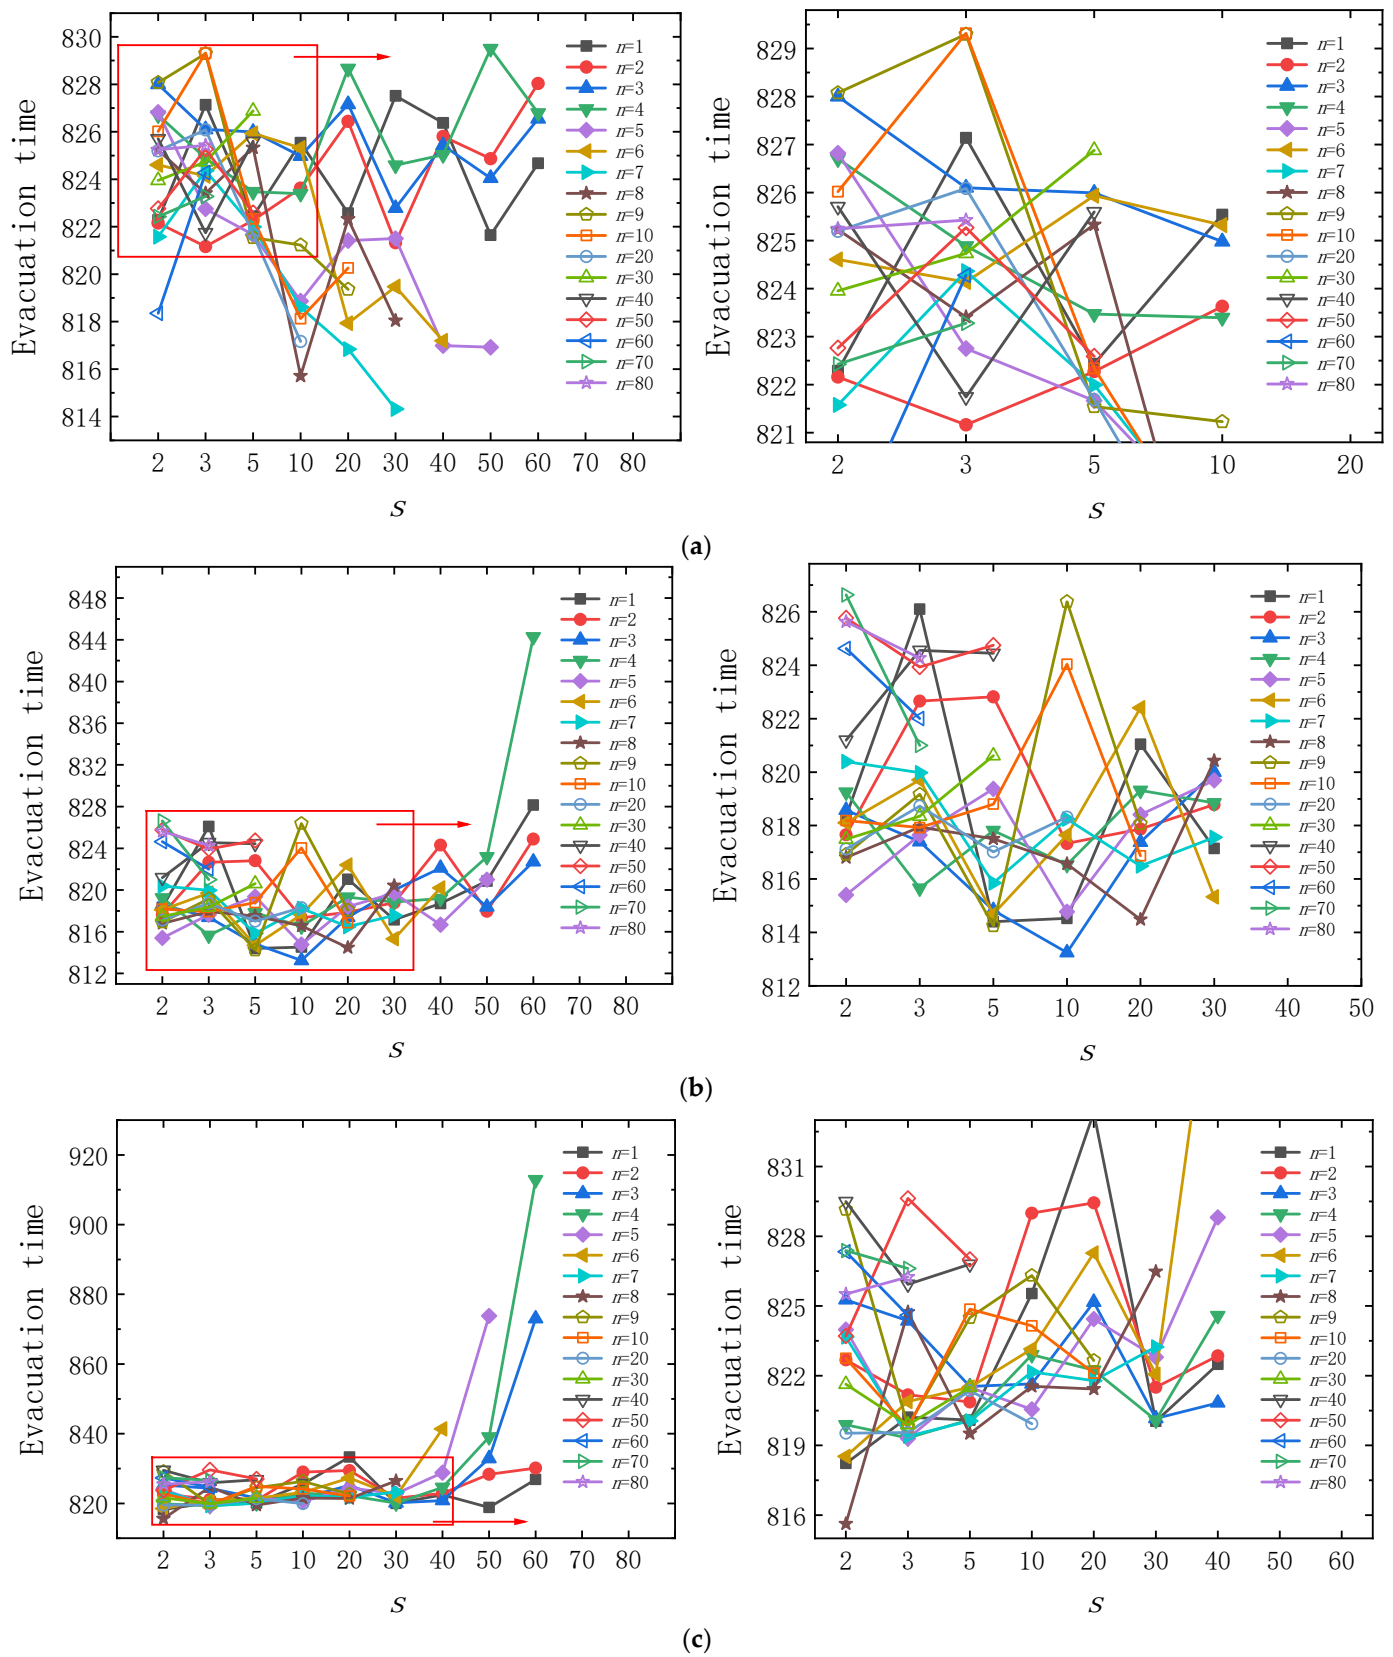 Evacuation time
830
828
826
824
822
820
818
816
814
2 3 5 10 20 30 40 50 60 70 80
s
n=1
n=2
n=3
n=4
n=5
n=6
n=7
n=8
n=9
n=10
n=20
n=30
n=40
n=50
n=60
n=70
n=80
Evacuation time
829
828
827
826
825
824
823
822
821
2 3 5 10 20
s
n=1
n=2
n=3
n=4
n=5
n=6
n=7
n=8
n=9
n=10
n=20
n=30
n=40
n=50
n=60
n=70
n=80
(a)
Evacuation time
848
844
840
836
832
828
824
820
816
812
2 3 5 10 20 30 40 50 60 70 80
s
n=1
n=2
n=3
n=4
n=5
n=6
n=7
n=8
n=9
n=10
n=20
n=30
n=40
n=50
n=60
n=70
n=80
Evacuation time
826
824
822
820
818
816
814
812
2 3 5 10 20 30 40 50
s
n=1
n=2
n=3
n=4
n=5
n=6
n=7
n=8
n=9
n=10
n=20
n=30
n=40
n=50
n=60
n=70
n=80
(b)
Evacuation time
920
900
880
860
840
820
2 3 5 10 20 30 40 50 60 70 80
s
n=1
n=2
n=3
n=4
n=5
n=6
n=7
n=8
n=9
n=10
n=20
n=30
n=40
n=50
n=60
n=70
n=80
Evacuation time
831
828
825
822
819
816
2 3 5 10 20 30 40 50 60
s
n=1
n=2
n=3
n=4
n=5
n=6
n=7
n=8
n=9
n=10
n=20
n=30
n=40
n=50
n=60
n=70
n=80
(c)